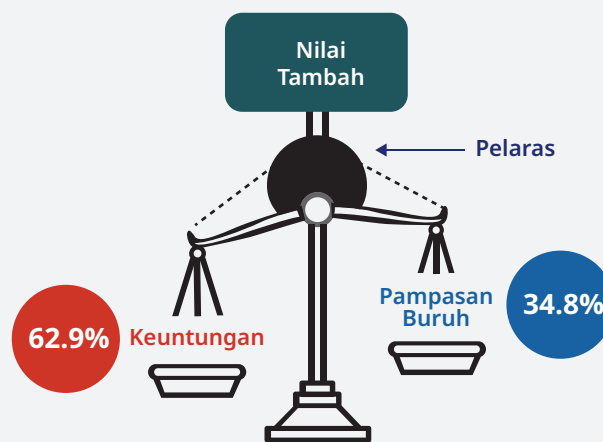 Nilai
Tambah
Pelaras
62.9%
Keuntungan
Pampasan
Buruh
34.8%